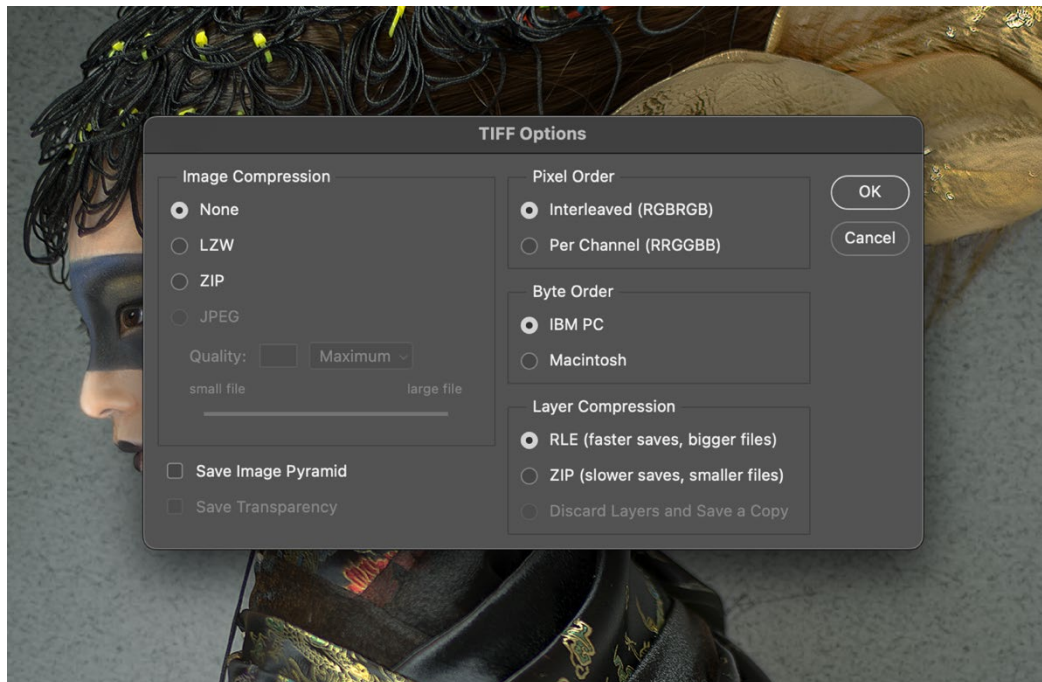 TIFF Options
Image Compression
None
LZW
ZIP
JPEG
Quality: Maximum
small file large file
Save Image Pyramid
Save Transparency
Pixel Order
Interleaved (RGBRGB)
Per Channel (RRGGBB)
Byte Order
IBM PC
Macintosh
Layer Compression
RLE (faster saves, bigger files)
ZIP (slower saves, smaller files)
Discard Layers and Save a Copy
OK
Cancel